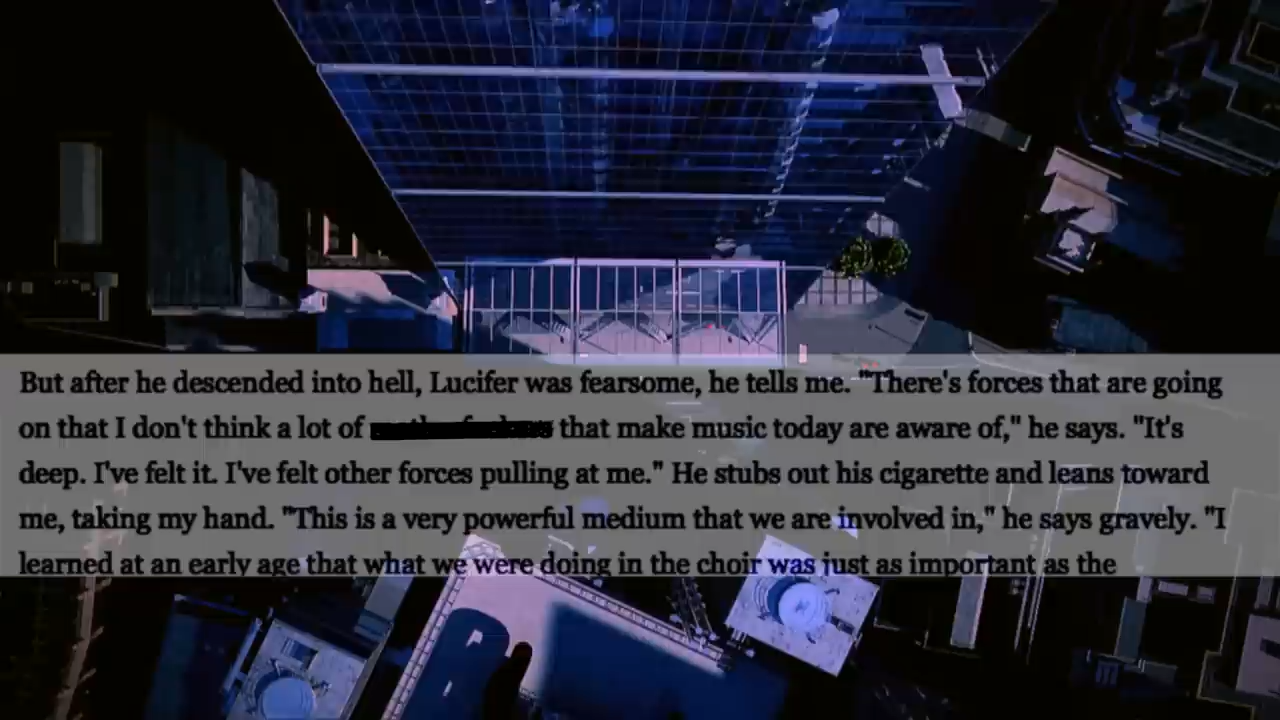 But after he descended into hell, Lucifer was fearsome, he tells me. "There's forces that are going
on that I don't think a lot of that make music today are aware of," he says. "It's
deep. I've felt it. I've felt other forces pulling at me." He stubs out his cigarette and leans toward
me, taking my hand. "This is a very powerful medium that we are involved in," he says gravely. "I
learned at an early age that what we were doing in the choir was just as important as the